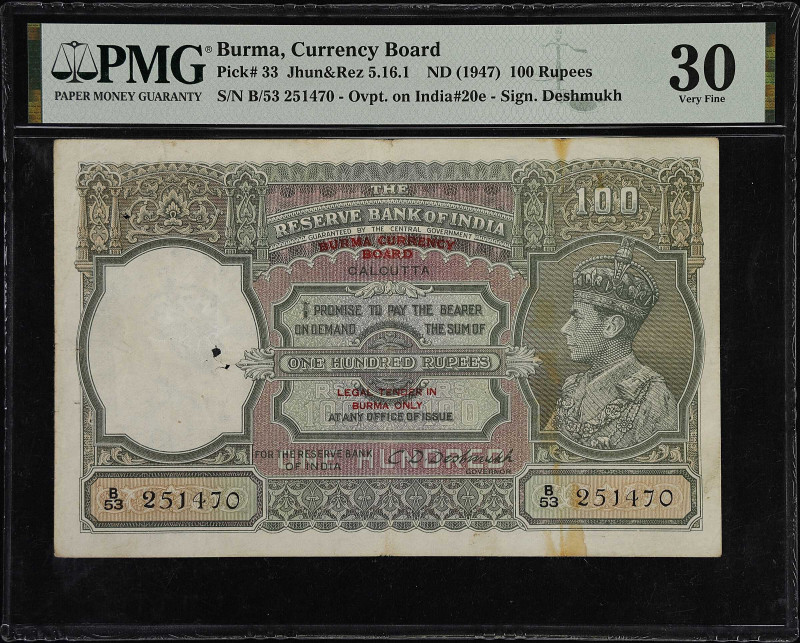 PMG®
PAPER MONEY GUARANTY
Burma, Currency Board
Pick# 33 Jhun&Rez 5.16.1 ND (1947) 100 Rupees
S/N B/53 251470 - Ovpt. on India#20e - Sign. Deshmukh
30
Very Fine
THE
RESERVE BANK OF INDIA
GUARANTEED BY THE CENTRAL GOVERNMENT
BURMA CURRENCY
BOARD
CALCUTTA
100
I PROMISE TO PAY THE BEARER
ON DEMAND THE SUM OF
ONE HUNDRED RUPEES
LEGAL TENDER IN
BURMA ONLY
AT ANY OFFICE OF ISSUE
FOR THE RESERVE BANK
OF INDIA
C D Deshmukh
GOVERNOR
B/53 251470
B/53 251470